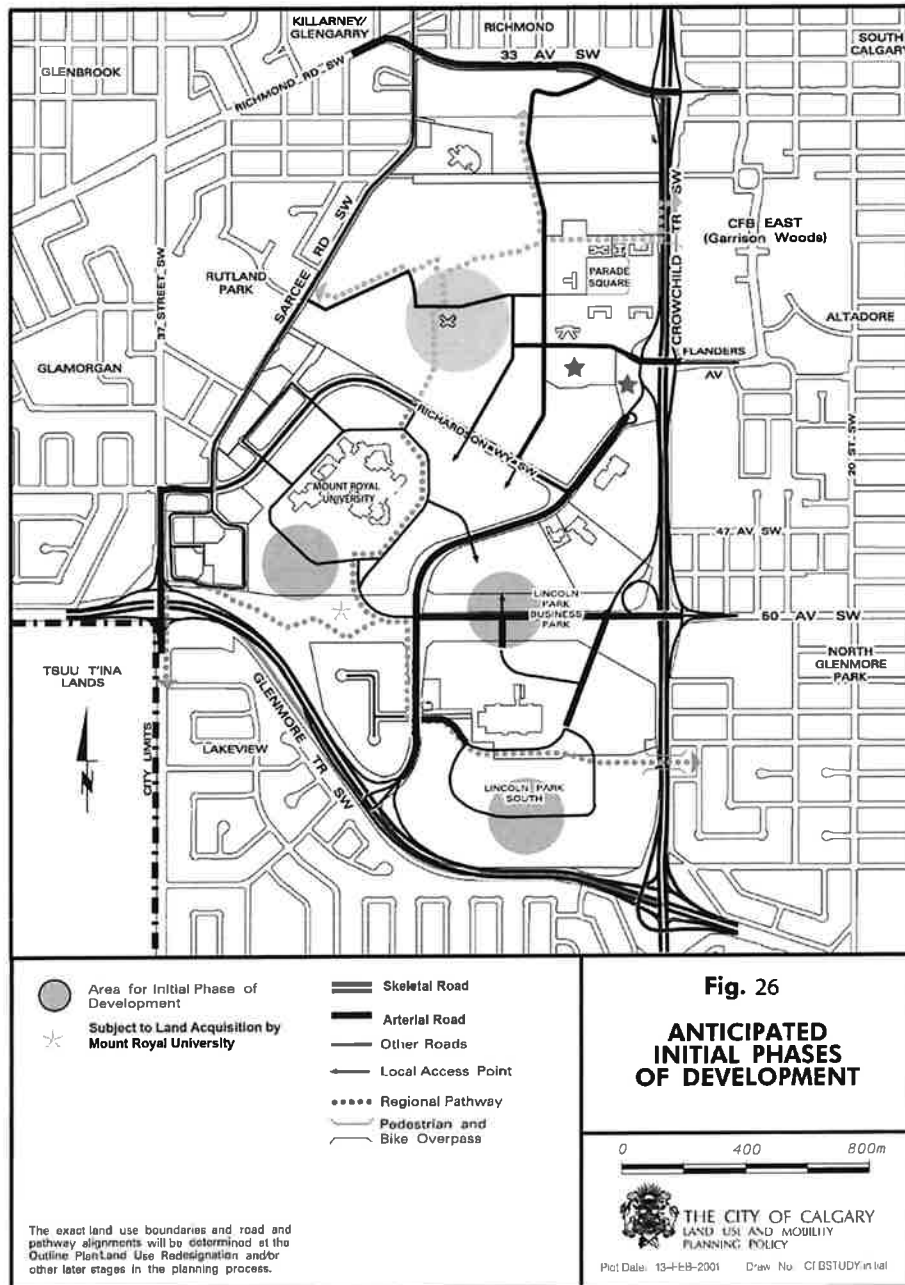 KILLARNEY/
GLENGARRY
RICHMOND
33 AV SW
SOUTH
CALGARY
GLENBROOK
RICHMOND RD SW
CROWCHILD TR SW
SARCEE RD SW
37 STREET SW
RUTLAND
PARK
CFB EAST
(Garrison Woods)
PARADE
SQUARE
ALTADORE
FLANDERS
AV
GLAMORGAN
RICHARDSON WY SW
20 ST SW
MOUNT ROYAL
UNIVERSITY
47 AV SW
LINCOLN
PARK
BUSINESS
PARK
50 AV SW
TSUU T'INA
LANDS
NORTH
GLENMORE
PARK
CITY LIMITS
LAKEVIEW
GLENMORE TR SW
N
LINCOLN PARK
SOUTH
Area for Initial Phase of
Development
Subject to Land Acquisition by
Mount Royal University
Skeletal Road
Arterial Road
Other Roads
Local Access Point
Regional Pathway
Pedestrian and
Bike Overpass
The exact land use boundaries and road and
pathway alignments will be determined at the
Outline Plan Land Use Redesignation and/or
other later stages in the planning process.
Fig. 26
ANTICIPATED
INITIAL PHASES
OF DEVELOPMENT
0 400 800m
THE CITY OF CALGARY
LAND USE AND MOBILITY
PLANNING POLICY
Plot Date: 13-FEB-2001 Draw No.